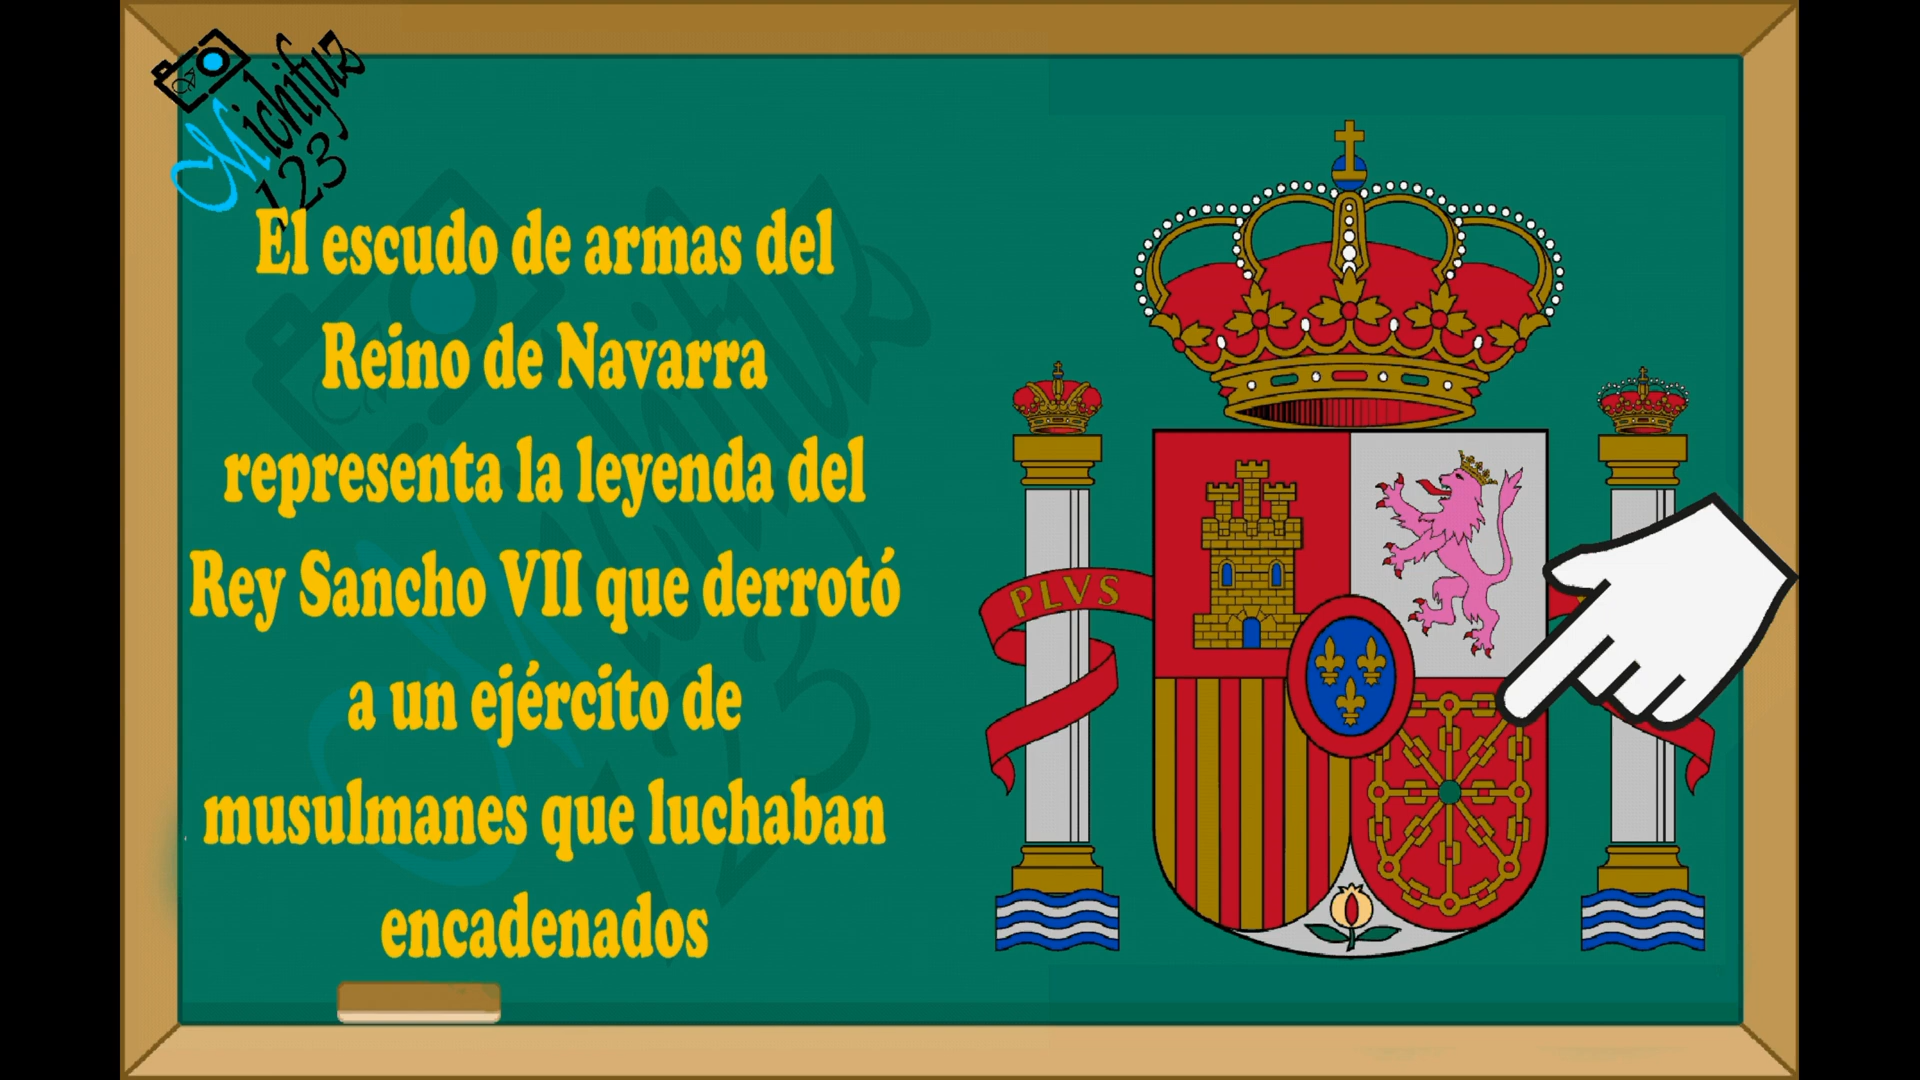 Michifuz
123
El escudo de armas del
Reino de Navarra
representa la leyenda del
Rey Sancho VII que derrotó
a un ejército de
musulmanes que luchaban
encadenados
PLVS